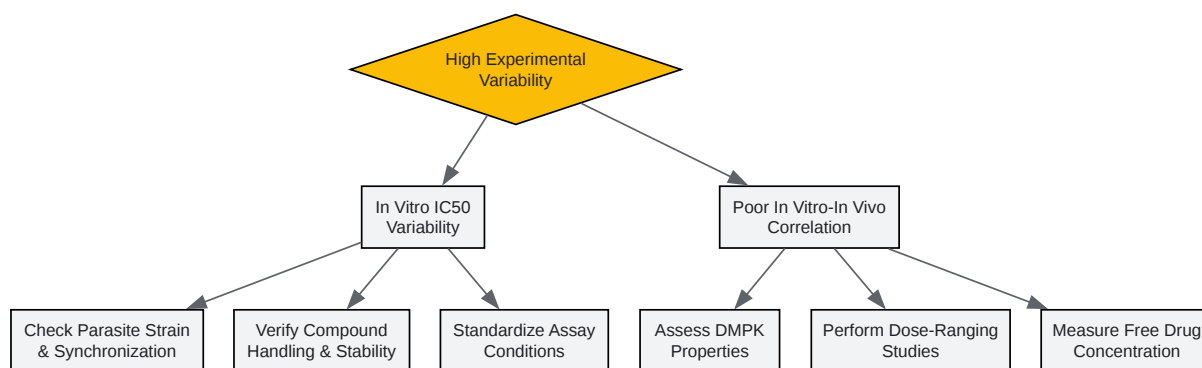 High Experimental
Variability
In Vitro IC50
Variability
Poor In Vitro-In Vivo
Correlation
Check Parasite Strain
& Synchronization
Verify Compound
Handling & Stability
Standardize Assay
Conditions
Assess DMPK
Properties
Perform Dose-Ranging
Studies
Measure Free Drug
Concentration